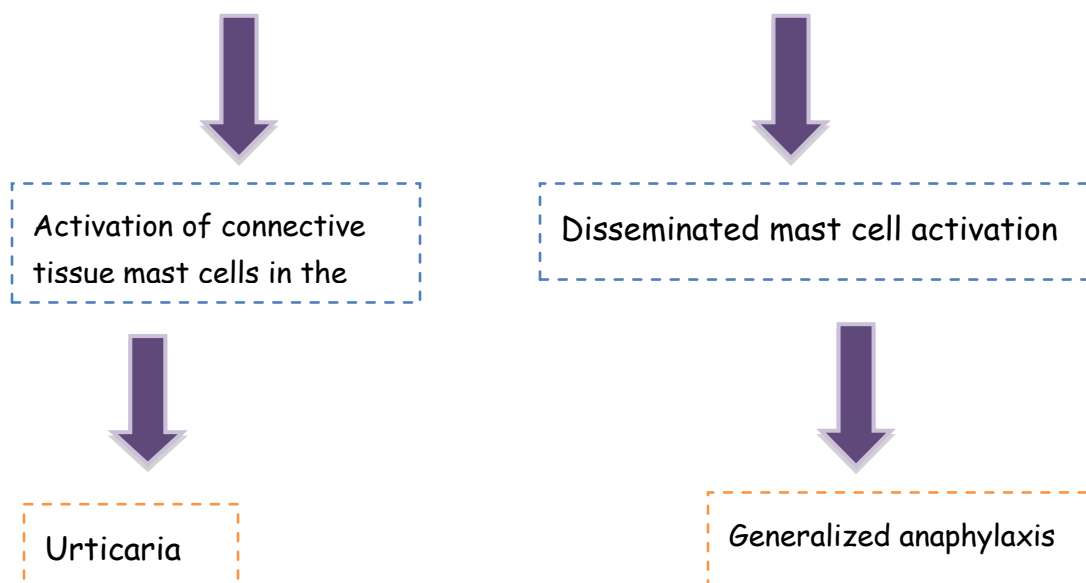 Activation of connective
tissue mast cells in the
Disseminated mast cell activation
Urticaria
Generalized anaphylaxis